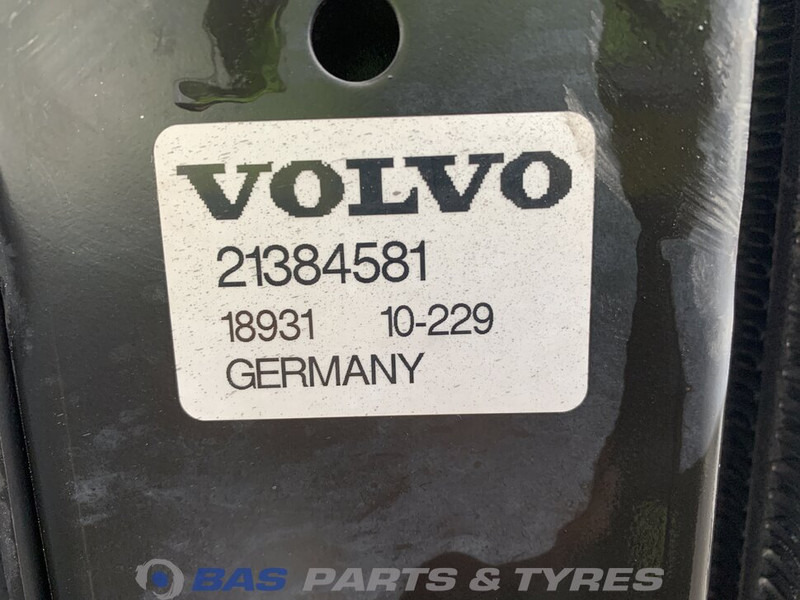 VOLVO
21384581
18931 10-229
GERMANY
BAS PARTS & TYRES